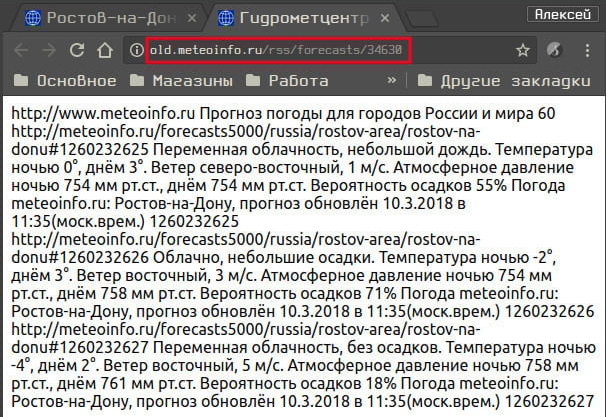 Ростов-на-Дон
Гидрометцентр
Алексей
old.meteoinfo.ru/rss/forecasts/34630
Основное Магазины Работа » Другие закладки
http://www.meteoinfo.ru Прогноз погоды для городов России и мира 60
http://meteoinfo.ru/forecasts5000/russia/rostov-area/rostov-na-
donu#1260232625 Переменная облачность, небольшой дождь. Температура
ночью 0°, днём 3°. Ветер северо-восточный, 1 м/с. Атмосферное давление
ночью 754 мм рт.ст., днём 754 мм рт.ст. Вероятность осадков 55% Погода
meteoinfo.ru: Ростов-на-Дону, прогноз обновлён 10.3.2018 в
11:35(моск.врем.) 1260232625
http://meteoinfo.ru/forecasts5000/russia/rostov-area/rostov-na-
donu#1260232626 Облачно, небольшие осадки. Температура ночью -2°,
днём 3°. Ветер восточный, 3 м/с. Атмосферное давление ночью 754 мм
рт.ст., днём 758 мм рт.ст. Вероятность осадков 71% Погода meteoinfo.ru:
Ростов-на-Дону, прогноз обновлён 10.3.2018 в 11:35(моск.врем.) 1260232626
http://meteoinfo.ru/forecasts5000/russia/rostov-area/rostov-na-
donu#1260232627 Переменная облачность, без осадков. Температура ночью
-4°, днём 2°. Ветер восточный, 5 м/с. Атмосферное давление ночью 758 мм
рт.ст., днём 761 мм рт.ст. Вероятность осадков 18% Погода meteoinfo.ru:
Ростов-на-Дону, прогноз обновлён 10.3.2018 в 11:35(моск.врем.) 1260232627